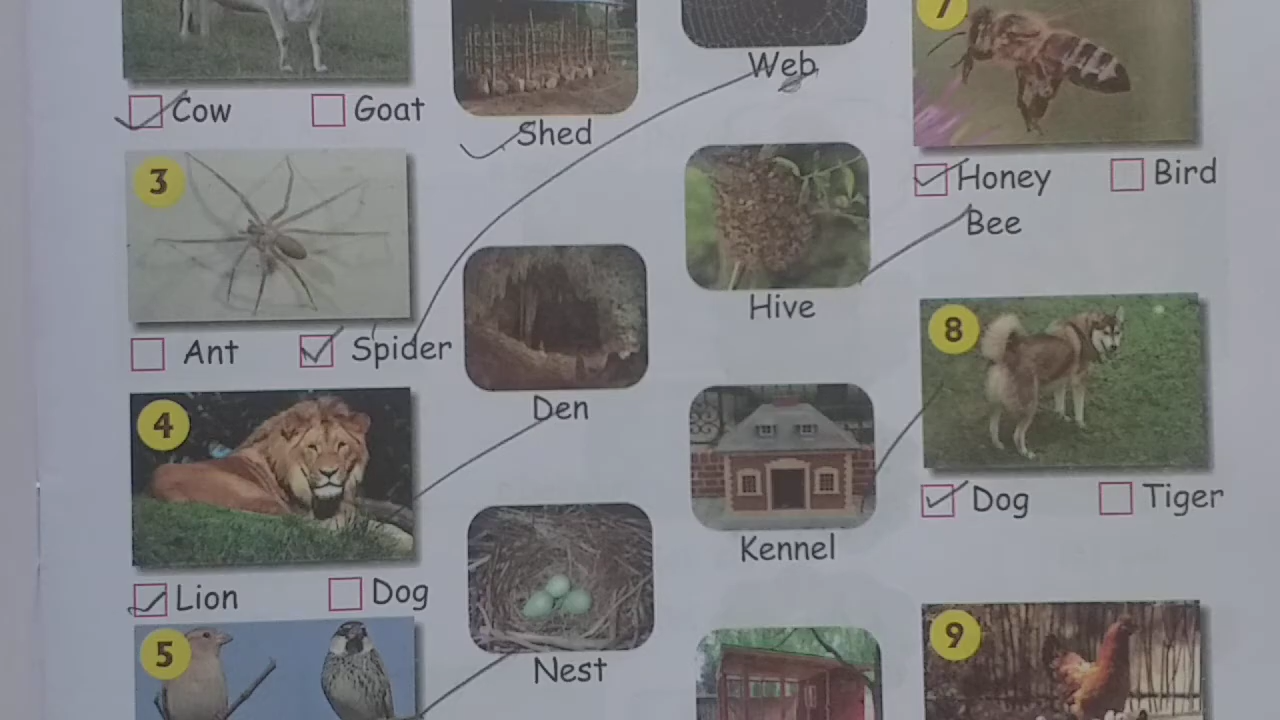 7
Web
Cow Goat
Shed
3
Honey Bird
Bee
Hive
8
Ant Spider
Den
4
Dog Tiger
Kennel
Lion Dog
5
9
Nest